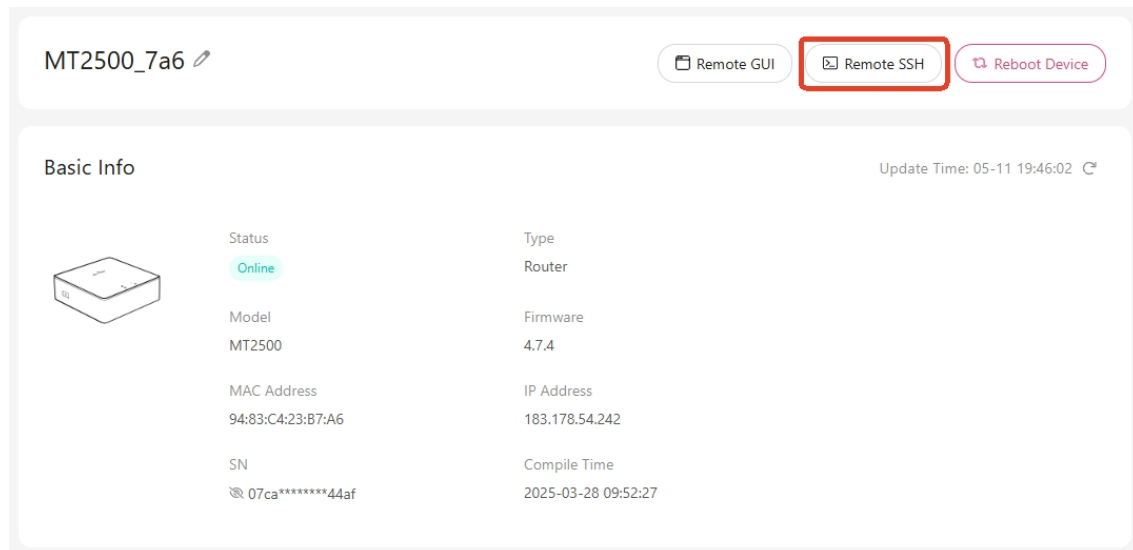 MT2500_7a6
Remote GUI
Remote SSH
Reboot Device
Basic Info
Update Time: 05-11 19:46:02
Status
Type
Online
Router
Model
Firmware
MT2500
4.7.4
MAC Address
IP Address
94:83:C4:23:B7:A6
183.178.54.242
SN
Compile Time
07ca********44af
2025-03-28 09:52:27